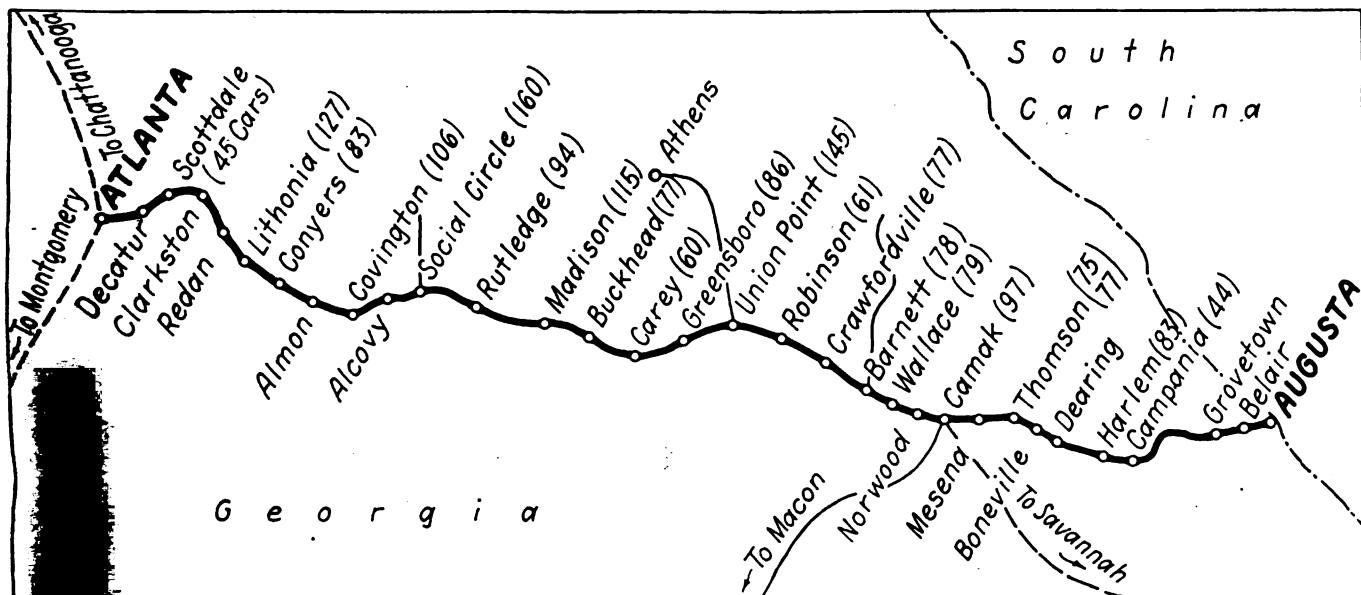 To Chattanooga
To Montgomery
ATLANTA
Decatur
Scottdale
(45 Cars)
Clarkston
Redan
Lithonia (127)
Conyers (83)
Almon
Covington (106)
Alcovy
Social Circle (160)
Rutledge (94)
Madison (115)
Buckhead (77)
Carey (60)
Athens
Greensboro (86)
Union Point (145)
Robinson (61)
Crawfordville (77)
Barnett (78)
Wallace (79)
Norwood
Camak (97)
Mesena
Thomson (75
77)
Boneville
Dearing
Harlem (83)
Campania (44)
Grovetown
Belair
AUGUSTA
South
Carolina
Georgia
To Macon
To Savannah